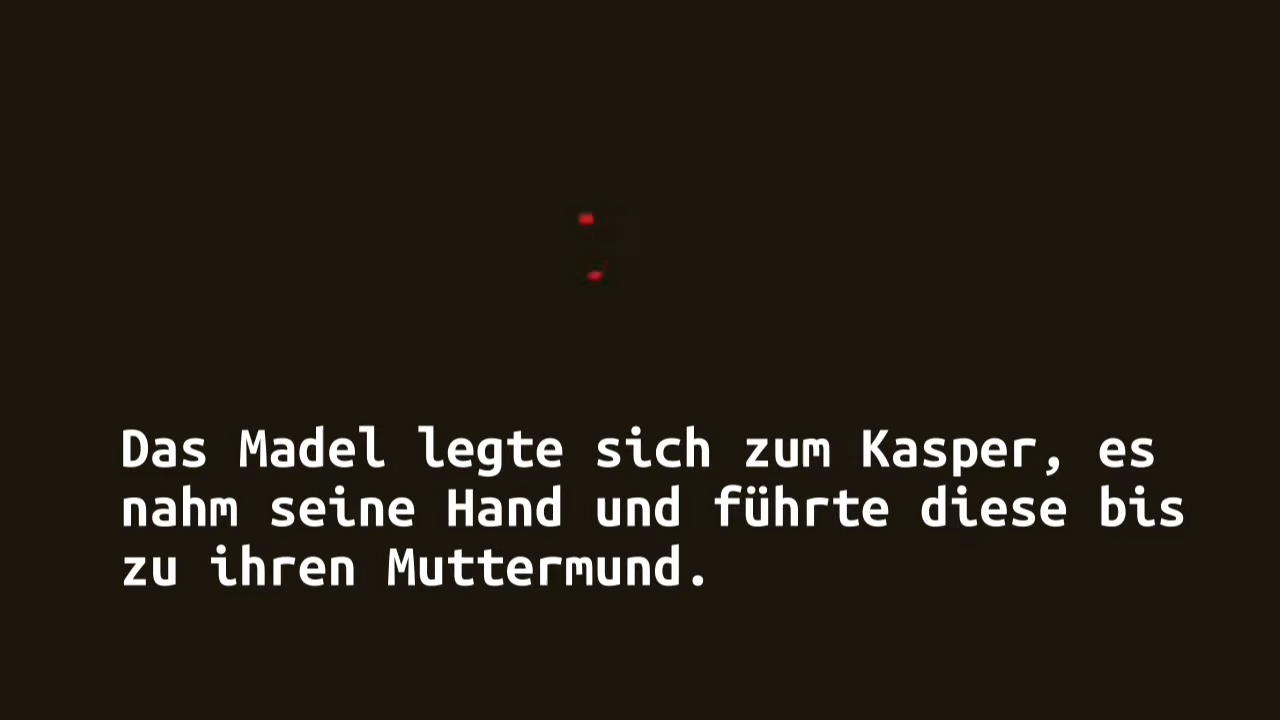 Das Madel legte sich zum Kasper, es
nahm seine Hand und führte diese bis
zu ihren Muttermund.